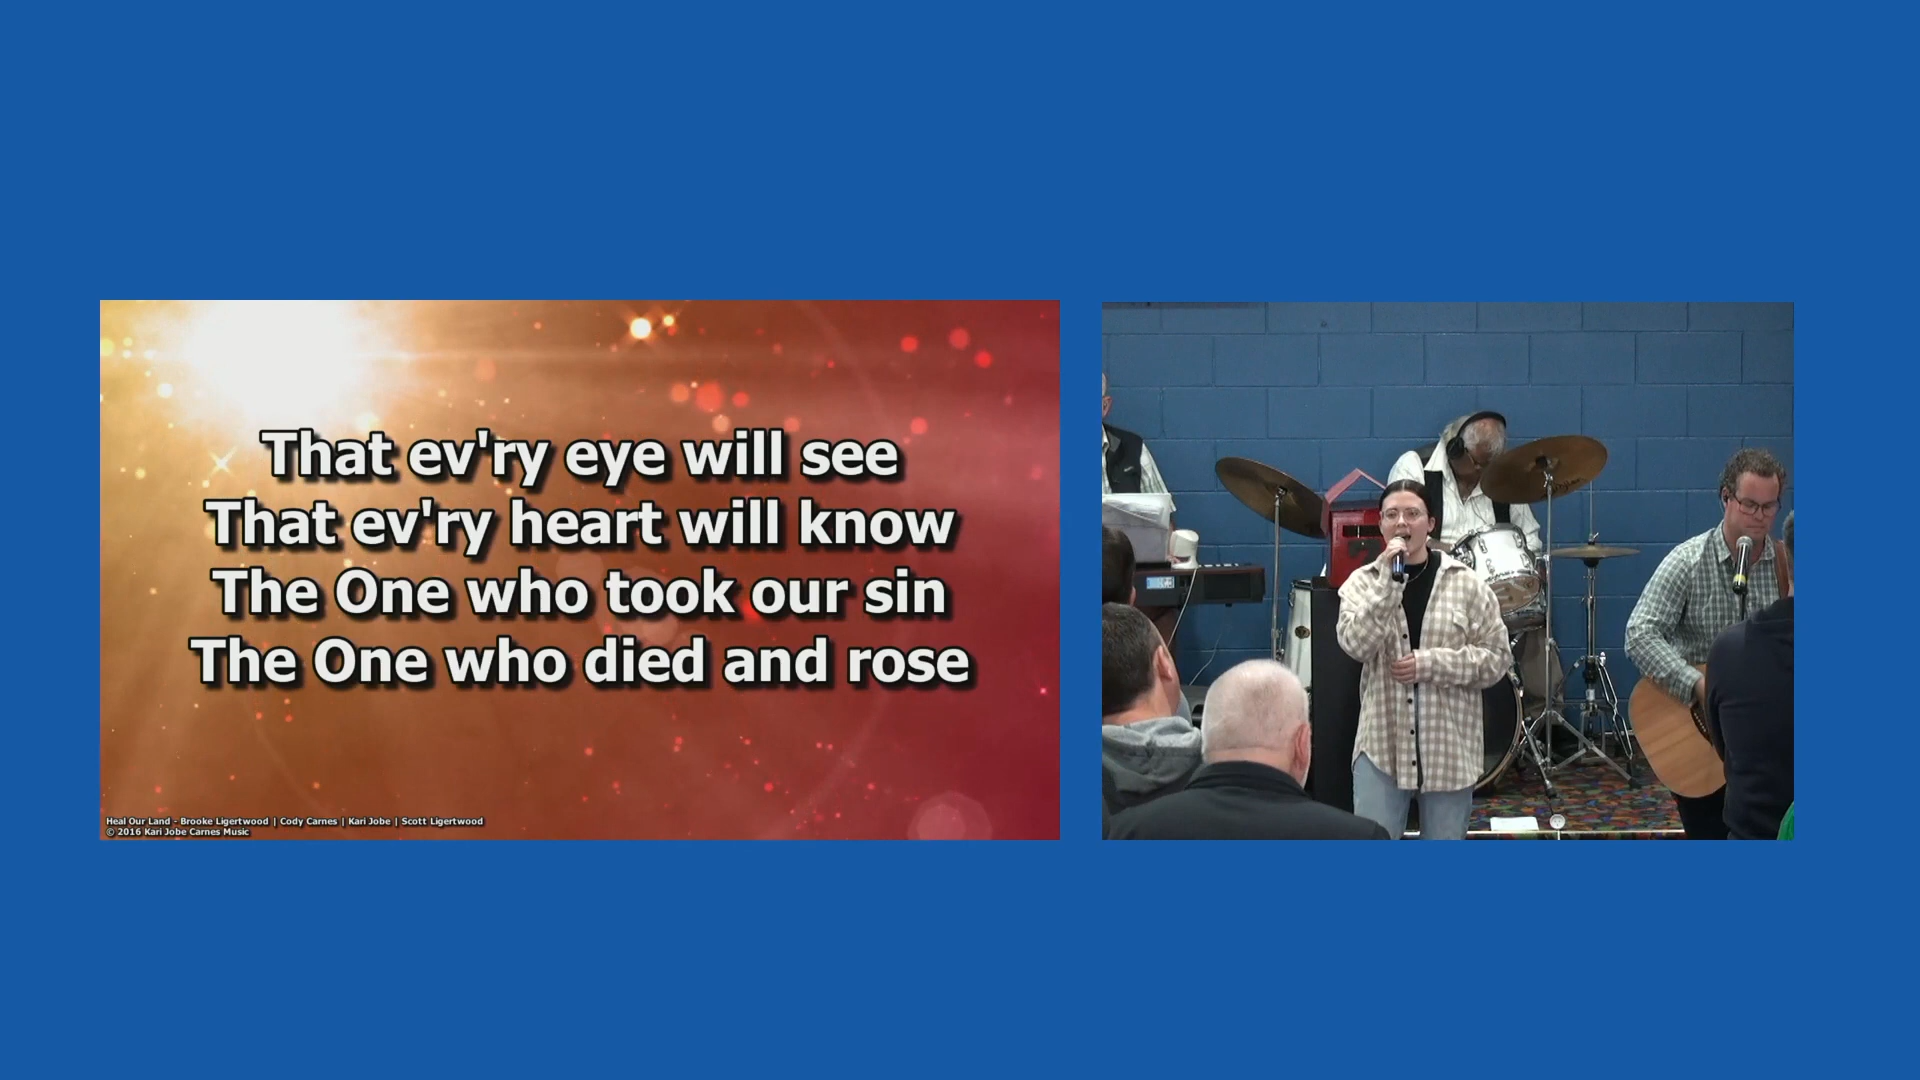 That ev'ry eye will see
That ev'ry heart will know
The One who took our sin
The One who died and rose
Heal Our Land - Brooke Ligertwood | Cody Carnes | Kari Jobe | Scott Ligertwood
© 2016 Kari Jobe Carnes Music